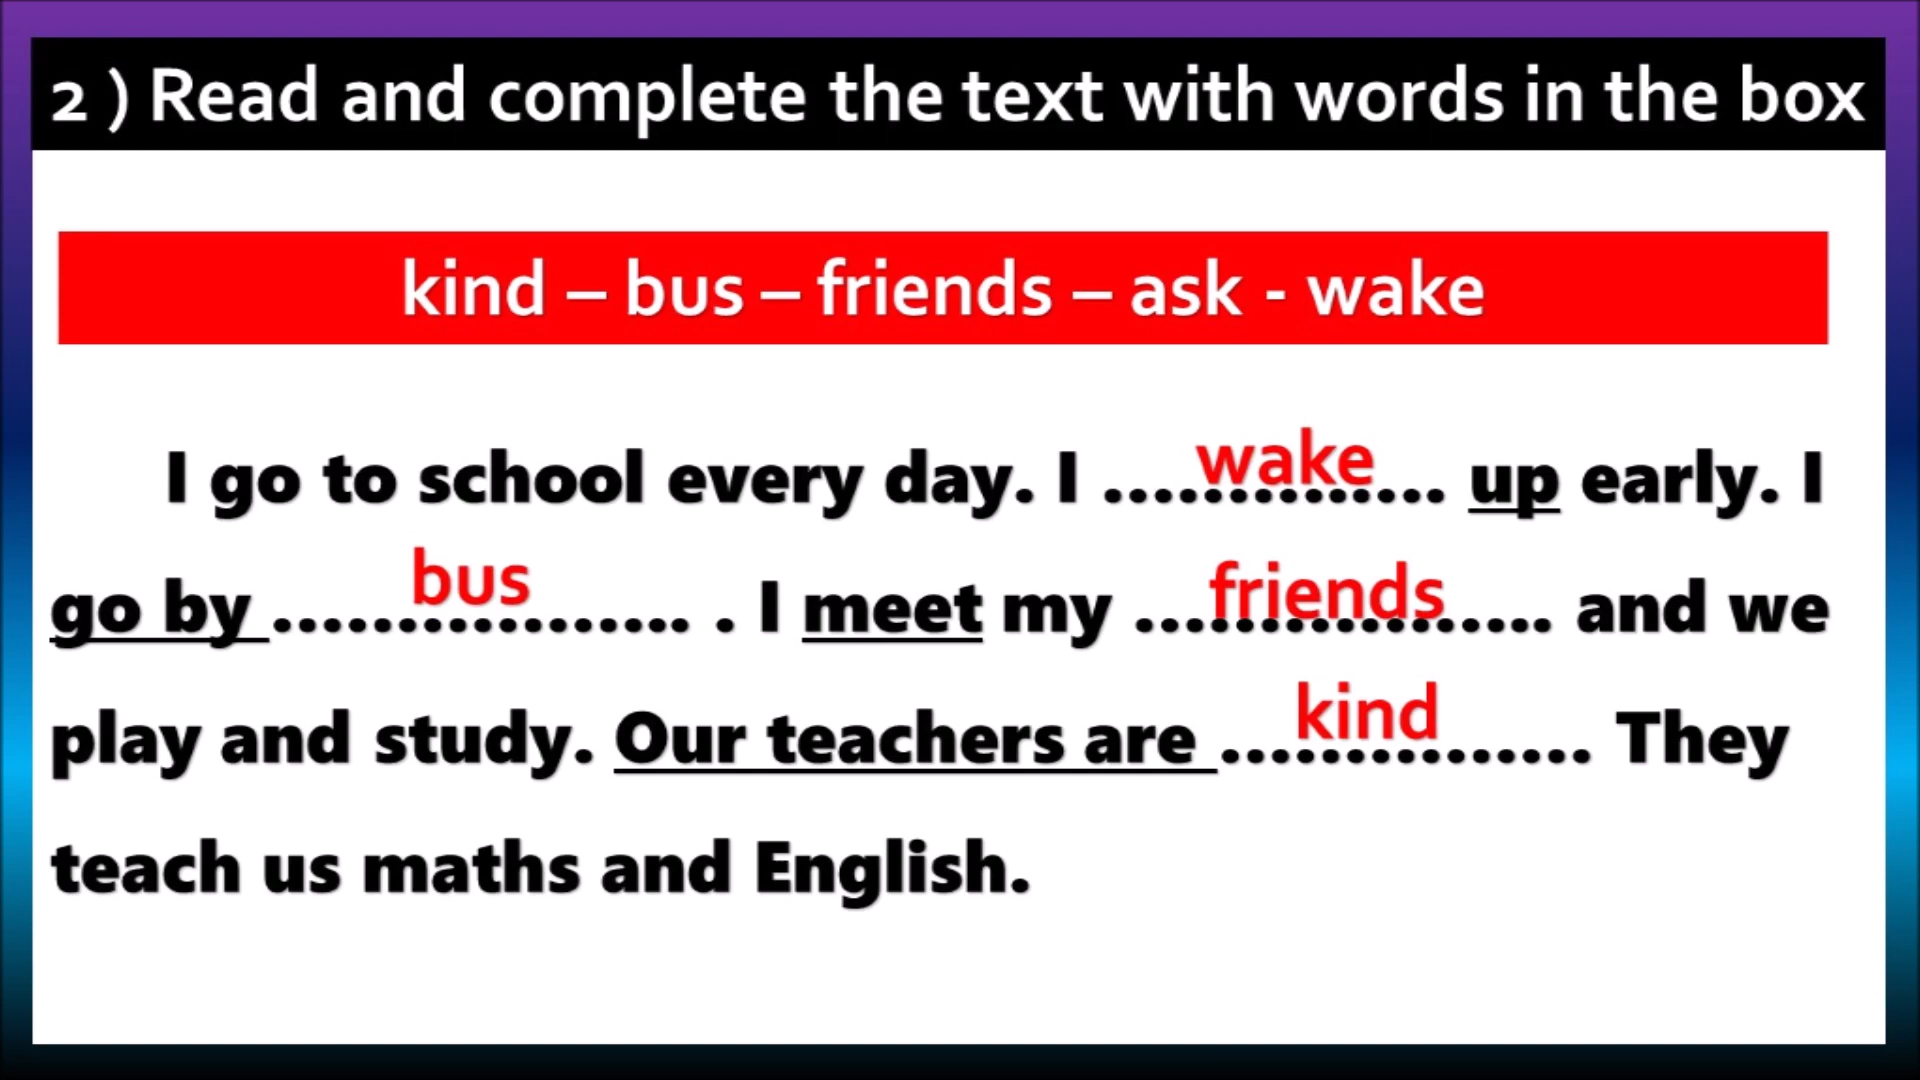 2 ) Read and complete the text with words in the box
kind – bus – friends – ask - wake
I go to school every day. I ..............wake up early. I
go by .................bus . I meet my .................friends and we
play and study. Our teachers are ...............kind They
teach us maths and English.